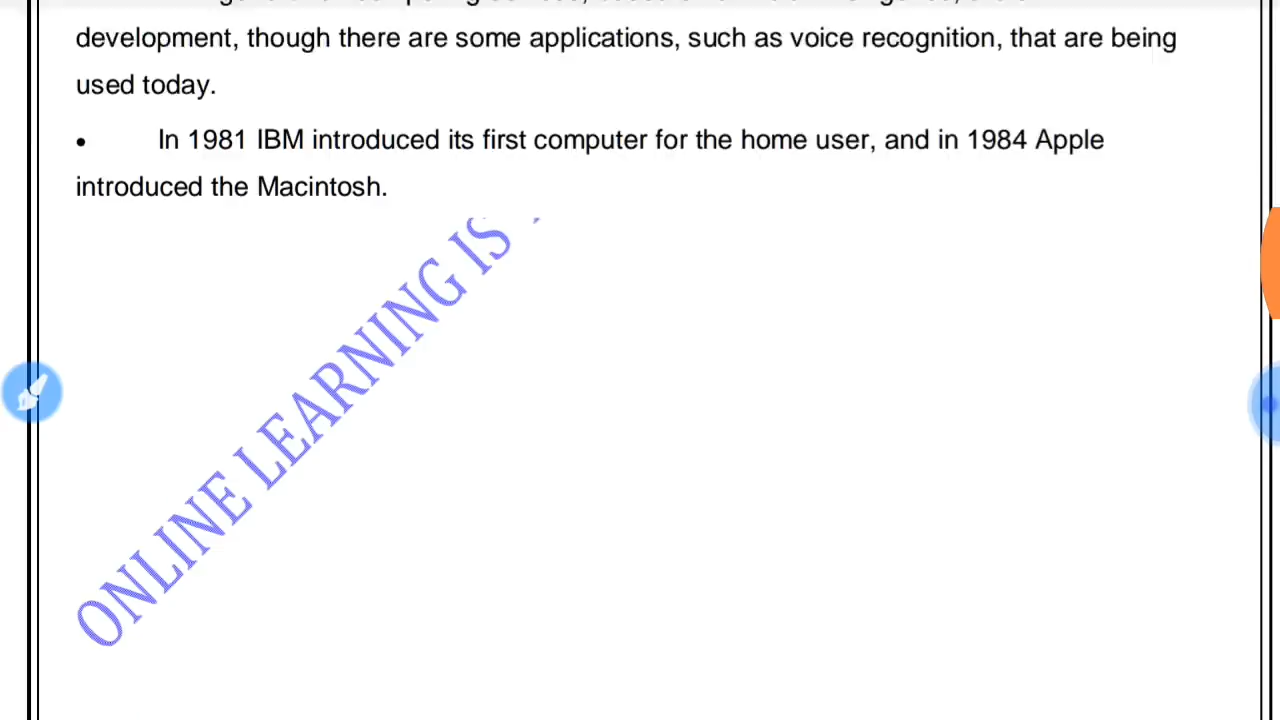 development, though there are some applications, such as voice recognition, that are being
used today.
• In 1981 IBM introduced its first computer for the home user, and in 1984 Apple
introduced the Macintosh.
ONLINE LEARNING IS